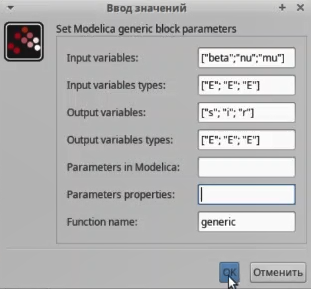 Ввод значений
Set Modelica generic block parameters
Input variables: ["beta";"nu";"mu"]
Input variables types: ["E"; "E"; "E"]
Output variables: ["s"; "i"; "r"]
Output variables types: ["E"; "E"; "E"]
Parameters in Modelica:
Parameters properties:
Function name: generic
OK Отменить